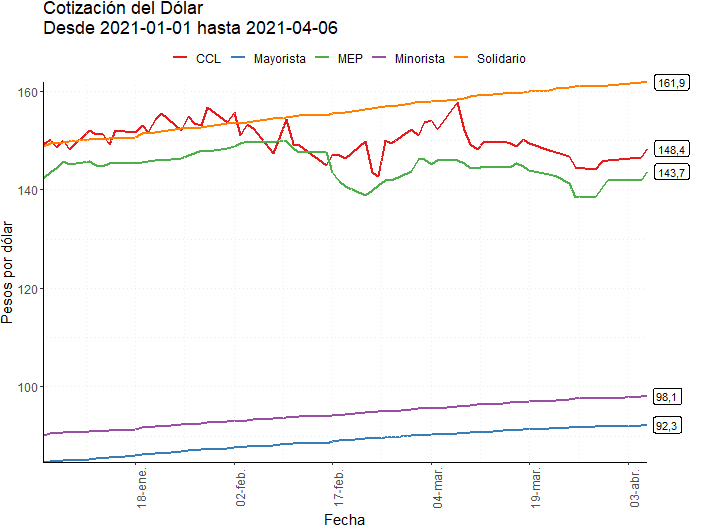 Cotización del Dólar
Desde 2021-01-01 hasta 2021-04-06
CCL Mayorista MEP Minorista Solidario
Pesos por dólar
160
140
120
100
161,9
148,4
143,7
98,1
92,3
18-ene.
02-feb.
17-feb.
04-mar.
19-mar.
03-abr.
Fecha